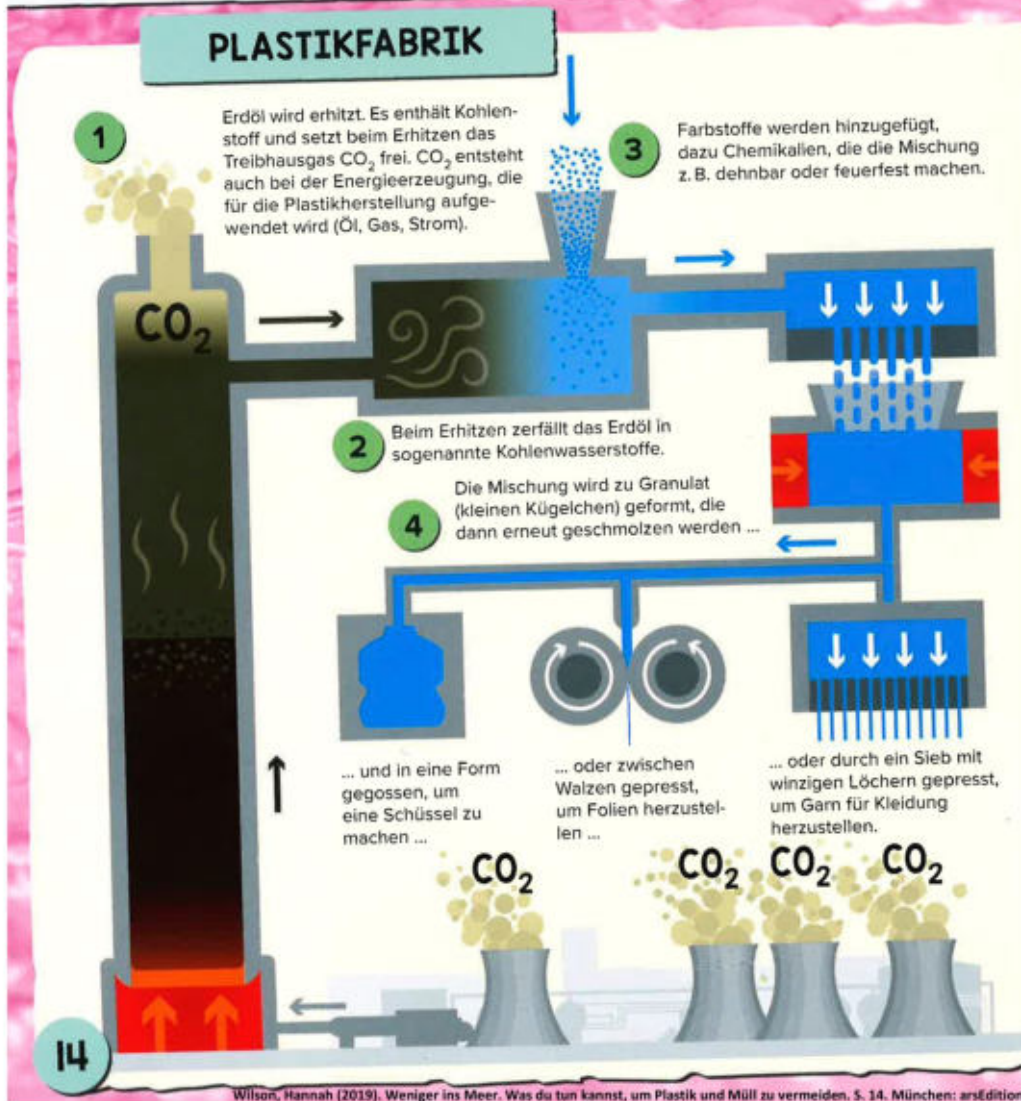 PLASTIKFABRIK
1
Erdöl wird erhitzt. Es enthält Kohlen-
stoff und setzt beim Erhitzen das
Treibhausgas CO₂ frei. CO₂ entsteht
auch bei der Energieerzeugung, die
für die Plastikherstellung aufge-
wendet wird (Öl, Gas, Strom).
3
Farbstoffe werden hinzugefügt,
dazu Chemikalien, die die Mischung
z. B. dehnbar oder feuerfest machen.
CO₂
2
Beim Erhitzen zerfällt das Erdöl in
sogenannte Kohlenwasserstoffe.
4
Die Mischung wird zu Granulat
(kleinen Kügelchen) geformt, die
dann erneut geschmolzen werden ...
... und in eine Form
gegossen, um
eine Schüssel zu
machen ...
... oder zwischen
Walzen gepresst,
um Folien herzustel-
len ...
... oder durch ein Sieb mit
winzigen Löchern gepresst,
um Garn für Kleidung
herzustellen.
CO₂
CO₂
CO₂
CO₂
14
Wilson, Hannah (2019). Weniger ins Meer. Was du tun kannst, um Plastik und Müll zu vermeiden. S. 14. München: arsEdition